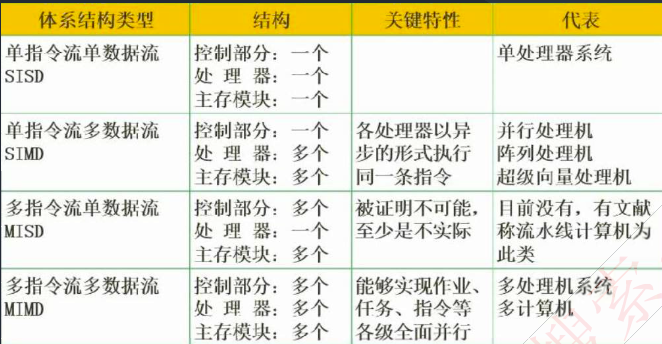 体系结构类型 结构 关键特性 代表
单指令流单数据流 控制部分：一个 单处理器系统
SISD 处 理 器：一个
主存模块：一个
单指令流多数据流 控制部分：一个 各处理器以异 并行处理机
SIMD 处 理 器：多个 步的形式执行 阵列处理机
主存模块：多个 同一条指令 超级向量处理机
多指令流单数据流 控制部分：多个 被证明不可能， 目前没有，有文献
MISD 处 理 器：一个 至少是不实际 称流水线计算机为
主存模块：多个 此类
多指令流多数据流 控制部分：多个 能够实现作业、 多处理机系统
MIMD 处 理 器：多个 任务、指令等 多计算机
主存模块：多个 各级全面并行